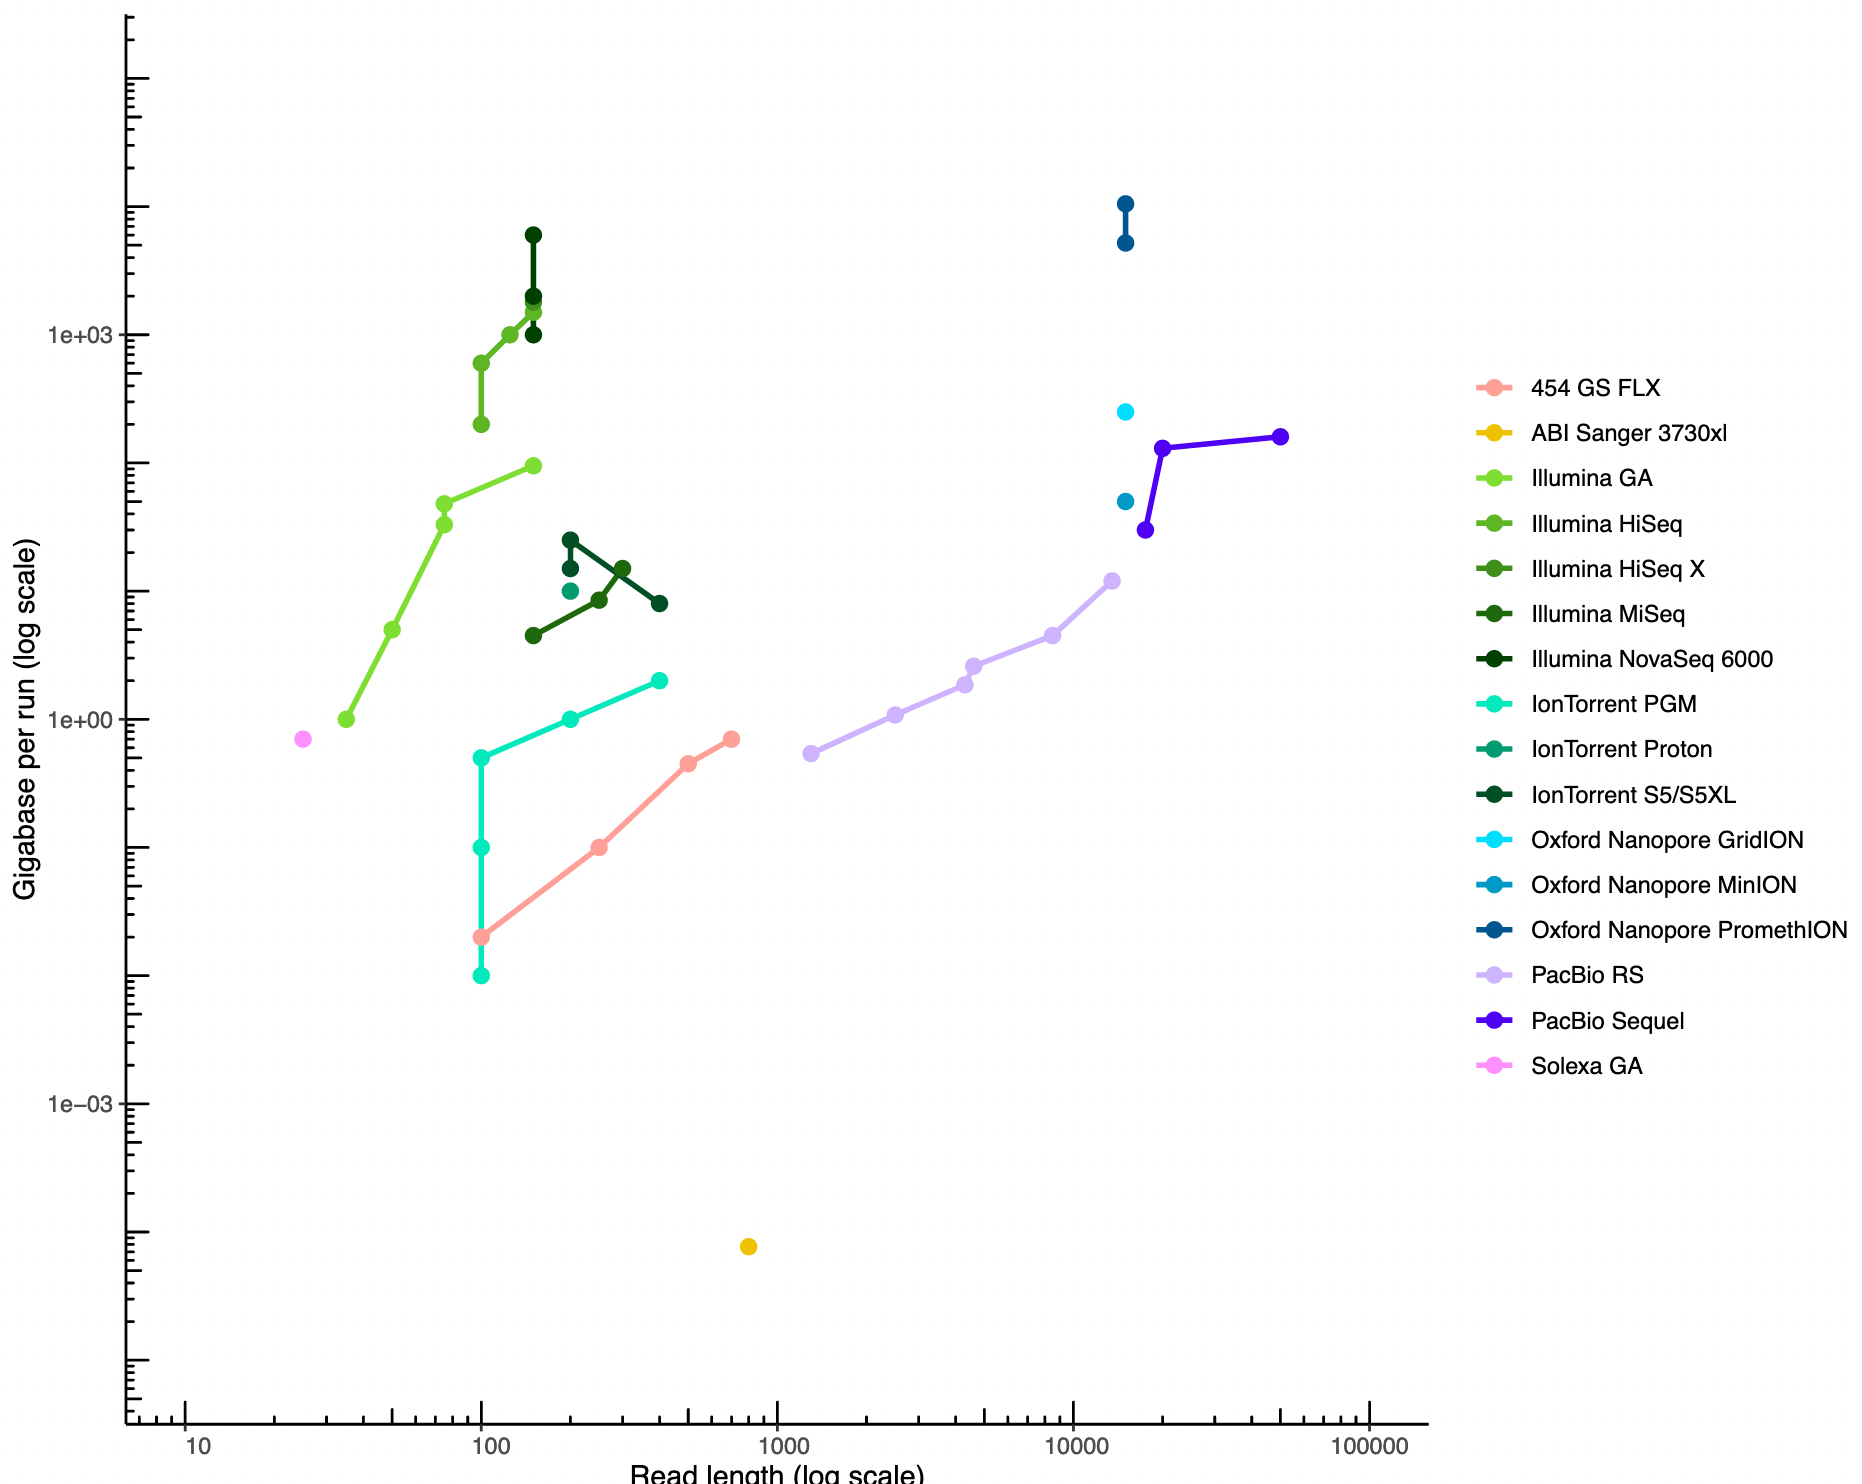 1e+03
1e+00
1e−03
Gigabase per run (log scale)
10
100
1000
10000
100000
Read length (log scale)
454 GS FLX
ABI Sanger 3730xl
Illumina GA
Illumina HiSeq
Illumina HiSeq X
Illumina MiSeq
Illumina NovaSeq 6000
IonTorrent PGM
IonTorrent Proton
IonTorrent S5/S5XL
Oxford Nanopore GridION
Oxford Nanopore MinION
Oxford Nanopore PromethION
PacBio RS
PacBio Sequel
Solexa GA